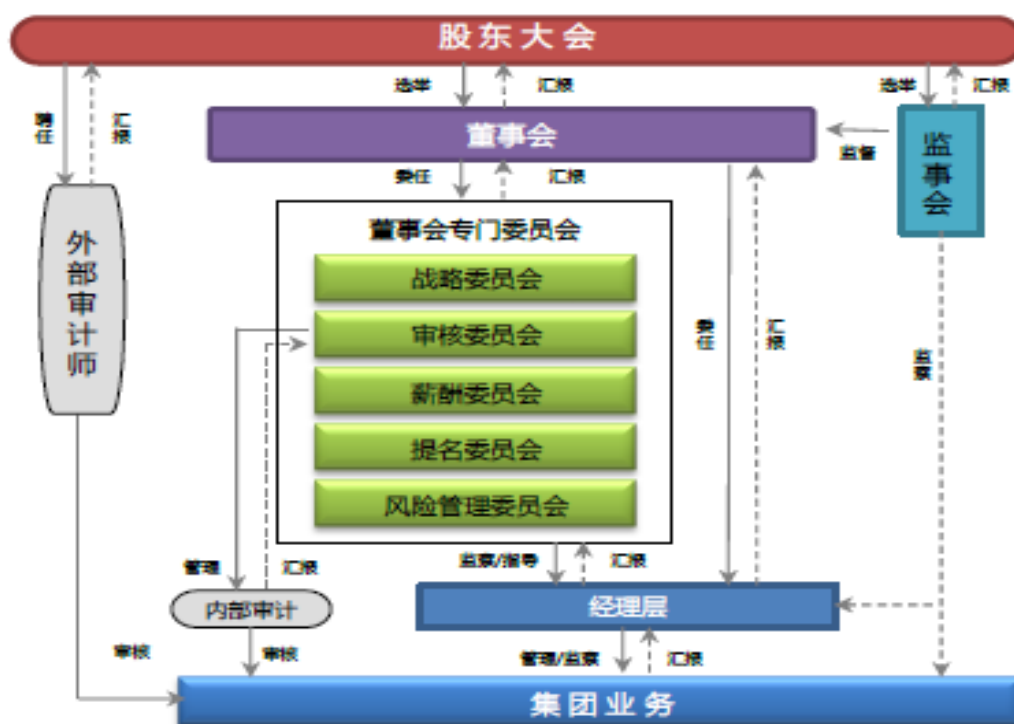 股东大会
选举
汇报
选举
汇报
聘任
汇报
董事会
监督
监事会
委任
汇报
外部审计师
董事会专门委员会
战略委员会
审核委员会
薪酬委员会
提名委员会
风险管理委员会
委任
汇报
监察
管理
汇报
监察/指导
汇报
内部审计
经理层
审核
审核
管理/监察
汇报
集团业务